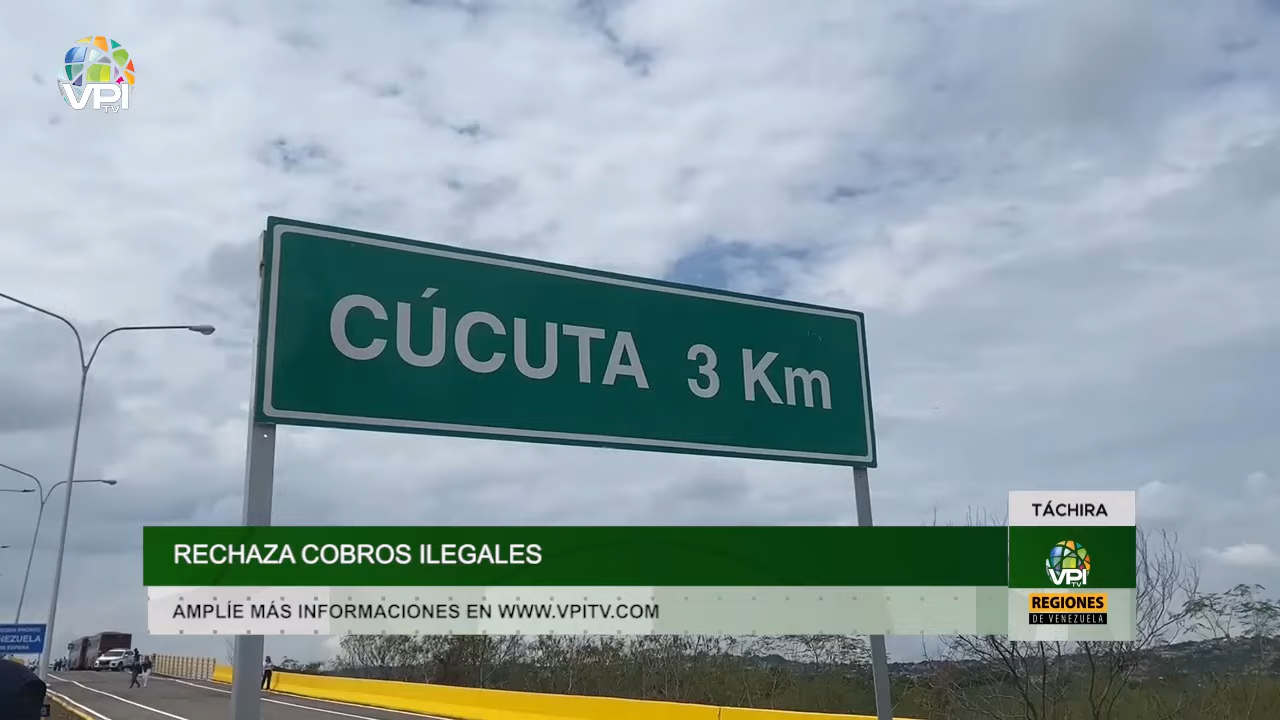 VPI
TV
CÚCUTA 3 Km
TÁCHIRA
RECHAZA COBROS ILEGALES
VPI
TV
AMPLÍE MÁS INFORMACIONES EN WWW.VPITV.COM
REGIONES
DE VENEZUELA